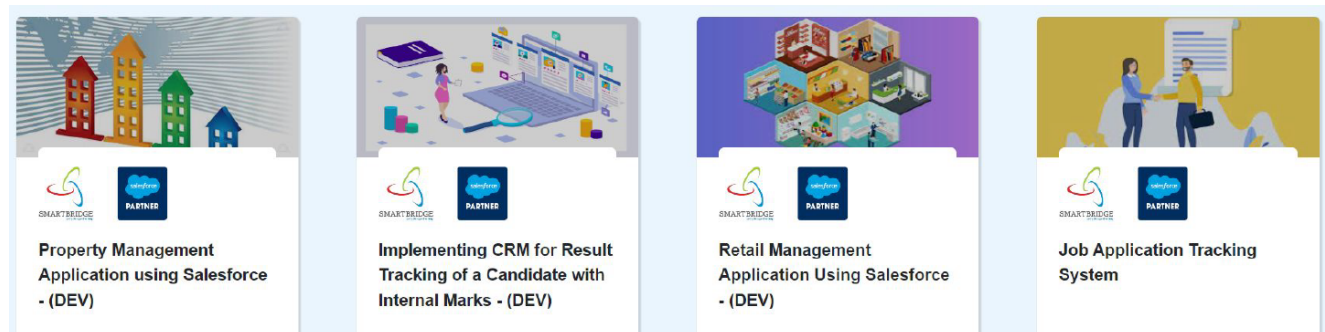 SMARTBRIDGE
salesforce
PARTNER
Property Management
Application using Salesforce
- (DEV)
SMARTBRIDGE
salesforce
PARTNER
Implementing CRM for Result
Tracking of a Candidate with
Internal Marks - (DEV)
SMARTBRIDGE
salesforce
PARTNER
Retail Management
Application Using Salesforce
- (DEV)
SMARTBRIDGE
salesforce
PARTNER
Job Application Tracking
System